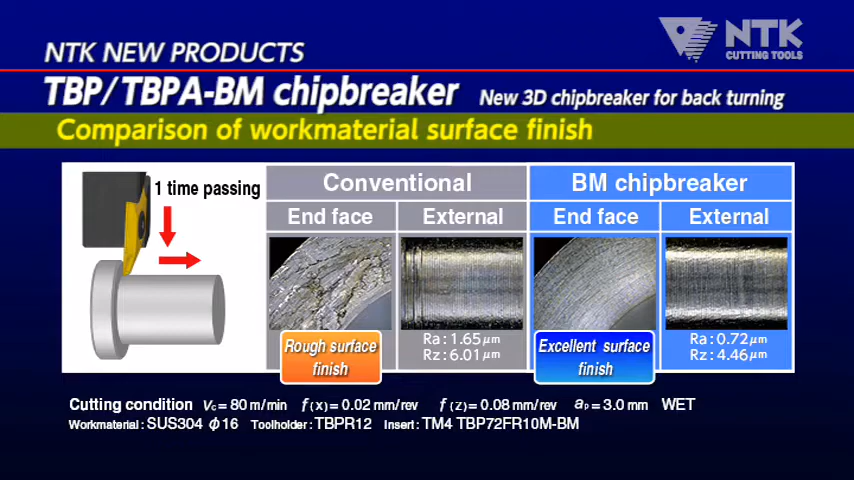 NTK
CUTTING TOOLS
NTK NEW PRODUCTS
TBP/TBPA-BM chipbreaker New 3D chipbreaker for back turning
Comparison of workmaterial surface finish
1 time passing
Conventional
BM chipbreaker
End face
External
End face
External
Rough surface
finish
Ra : 1.65μm
Rz : 6.01μm
Excellent surface
finish
Ra : 0.72μm
Rz : 4.46μm
Cutting condition Vc = 80 m/min f (X) = 0.02 mm/rev f (Z) = 0.08 mm/rev ap = 3.0 mm WET
Workmaterial : SUS304 φ16 Toolholder : TBPR12 Insert : TM4 TBP72FR10M-BM